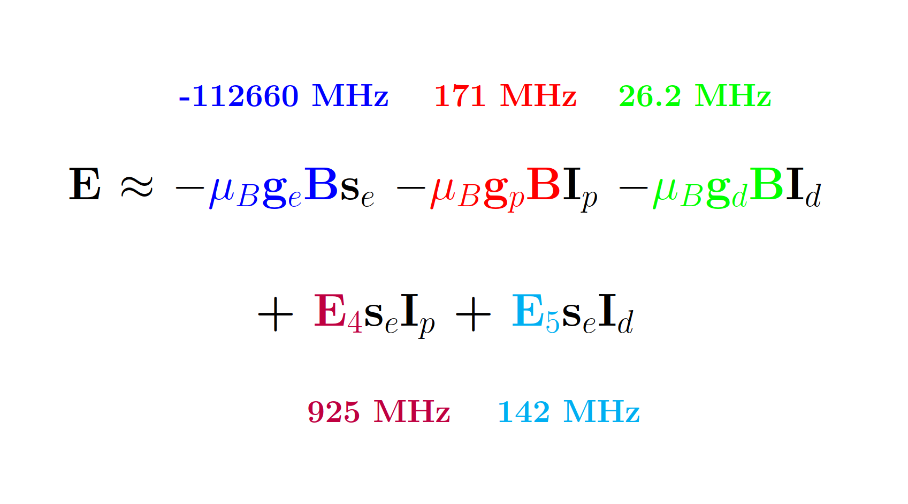 -112660 MHz 171 MHz 26.2 MHz
E ≈ −μ_B g_e B s_e −μ_B g_p B I_p −μ_B g_d B I_d
+ E_4 s_e I_p + E_5 s_e I_d
925 MHz 142 MHz